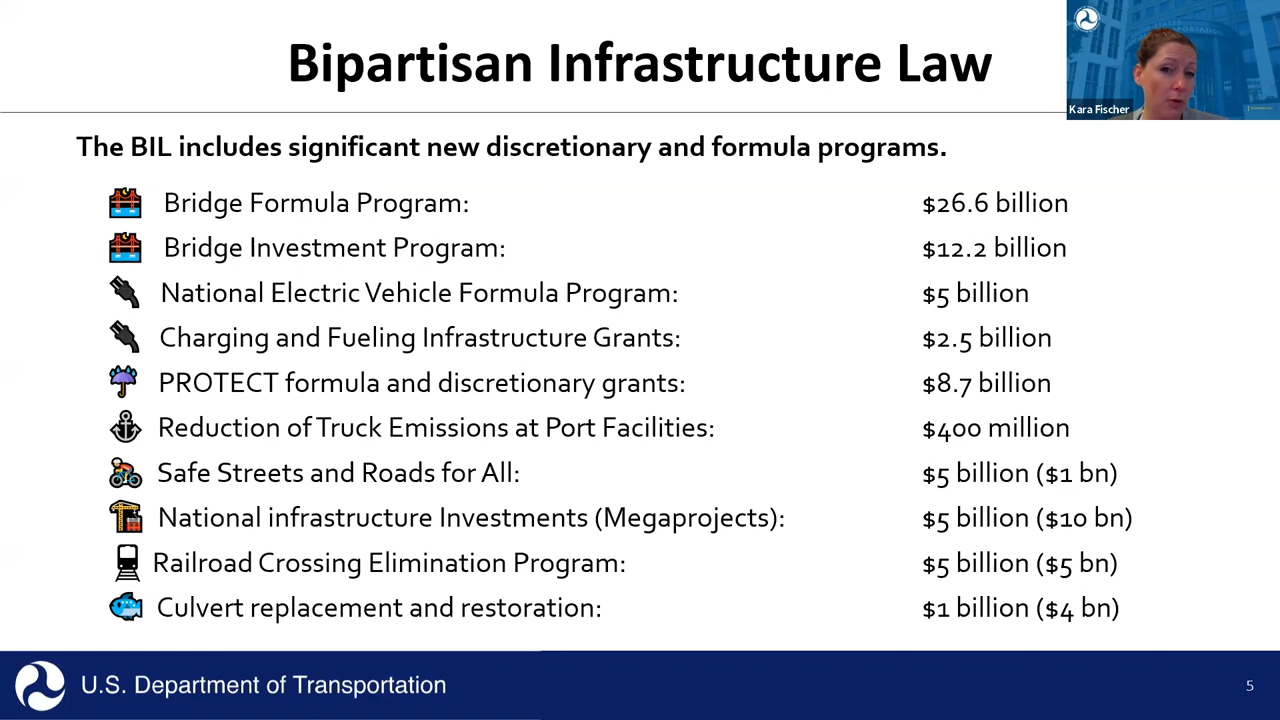 Bipartisan Infrastructure Law
Kara Fischer
The BIL includes significant new discretionary and formula programs.
Bridge Formula Program: $26.6 billion
Bridge Investment Program: $12.2 billion
National Electric Vehicle Formula Program: $5 billion
Charging and Fueling Infrastructure Grants: $2.5 billion
PROTECT formula and discretionary grants: $8.7 billion
Reduction of Truck Emissions at Port Facilities: $400 million
Safe Streets and Roads for All: $5 billion ($1 bn)
National infrastructure Investments (Megaprojects): $5 billion ($10 bn)
Railroad Crossing Elimination Program: $5 billion ($5 bn)
Culvert replacement and restoration: $1 billion ($4 bn)
U.S. Department of Transportation
5